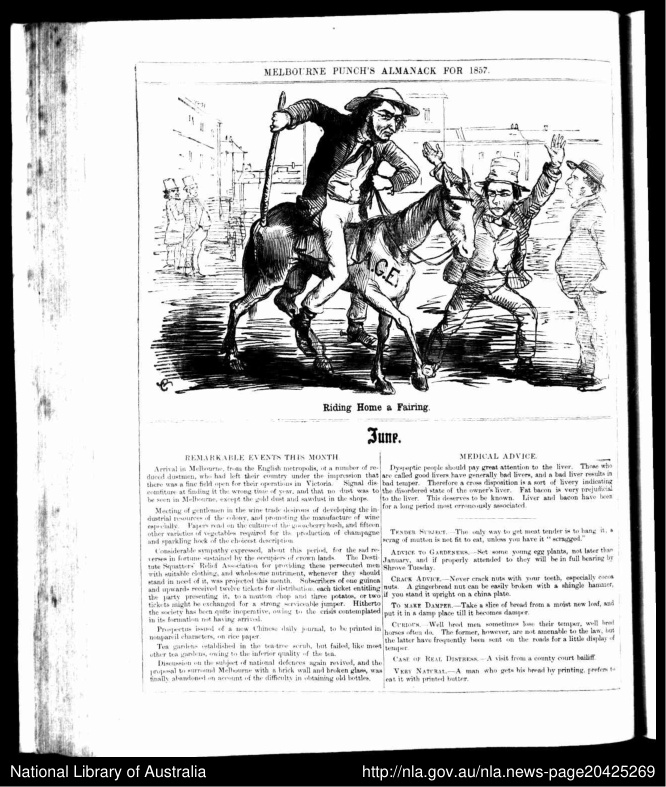 MELBOURNE PUNCH'S ALMANACK FOR 1857.
A.G.E.
Riding Home a Fairing.
June.
REMARKABLE EVENTS THIS MONTH.
Arrival in Melbourne, from the English metropolis, of a number of re-
duced dustmen, who had left their country under the impression that
there was a fine field open for their operations in Victoria. Signal dis-
comfiture at finding it the wrong time of year, and that no dust was to
be seen in Melbourne, except the gold dust and sawdust in the shops.
Meeting of gentlemen in the wine trade desirous of developing the in-
dustrial resources of the colony, and promoting the manufacture of wine
especially. Papers read on the culture of the gooseberry bush, and fifteen
other varieties of vegetables required for the production of champagne
and sparkling hock of the choicest description.
Considerable sympathy expressed, about this period, for the sad re-
verses in fortune sustained by the occupiers of crown lands. The Desti-
tute Squatters' Relief Association for providing these persecuted men
with suitable clothing, and wholesome nutriment, whenever they should
stand in need of it, was projected this month. Subscribers of one guinea
and upwards received twelve tickets for distribution, each ticket entitling
the party presenting it, to a mutton chop and three potatoes, or two
tickets might be exchanged for a strong serviceable jumper. Hitherto
the society has been quite inoperative, owing to the crisis contemplated
in its formation not having arrived.
Prospectus issued of a new Chinese daily journal, to be printed in
nonpareil characters, on rice paper.
Tea gardens established in the tea-tree scrub, but failed, like most
other tea gardens, owing to the inferior quality of the tea.
Discussion on the subject of national defences again revived, and the
proposal to surround Melbourne with a brick wall and broken glass, was
finally abandoned on account of the difficulty in obtaining old bottles.
MEDICAL ADVICE.
Dyspeptic people should pay great attention to the liver. Those who
are called good livers have generally bad livers, and a bad liver results in
bad temper. Therefore a cross disposition is a sort of livery indicating
the disordered state of the owner's liver. Fat bacon is very prejudicial
to the liver. This deserves to be known. Liver and bacon have been
for a long period most erroneously associated.
TENDER SUBJECT.—The only way to get meat tender is to hang it; a
scrag of mutton is not fit to eat, unless you have it "scragged."
ADVICE TO GARDENERS.—Set some young egg plants, not later than
January, and if properly attended to they will be in full bearing by
Shrove Tuesday.
CRACK ADVICE.—Never crack nuts with your teeth, especially cocoa
nuts. A gingerbread nut can be easily broken with a shingle hammer,
if you stand it upright on a china plate.
TO MAKE DAMPER.—Take a slice of bread from a moist new loaf, and
put it in a damp place till it becomes damper.
CURIOUS.—Well bred men sometimes lose their temper, well bred
horses often do. The former, however, are not amenable to the law, but
the latter have frequently been sent on the roads for a little display of
temper.
CASE OF REAL DISTRESS.—A visit from a county court bailiff.
VERY NATURAL.—A man who gets his bread by printing, prefers to
eat it with printed butter.
National Library of Australia
http://nla.gov.au/nla.news-page20425269